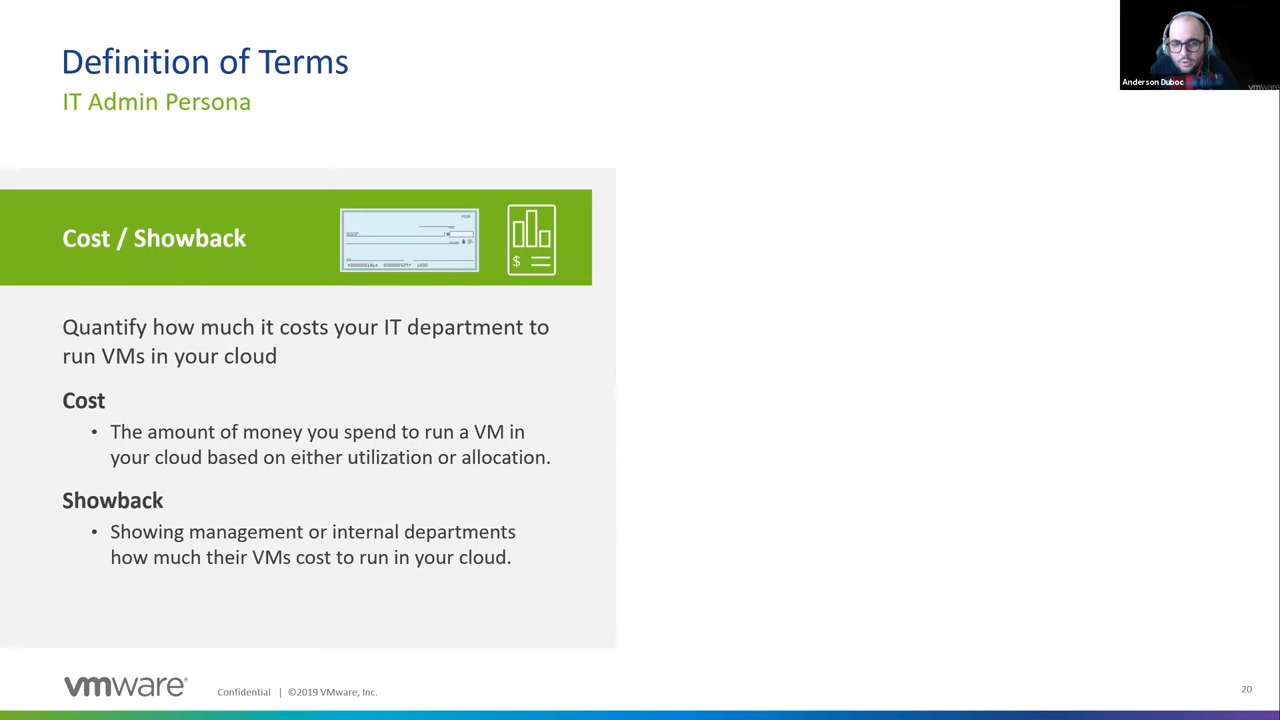 Definition of Terms
IT Admin Persona
Anderson Duboc
vmware
Cost / Showback
$
Quantify how much it costs your IT department to
run VMs in your cloud
Cost
• The amount of money you spend to run a VM in
your cloud based on either utilization or allocation.
Showback
• Showing management or internal departments
how much their VMs cost to run in your cloud.
vmware®
Confidential | ©2019 VMware, Inc.
20